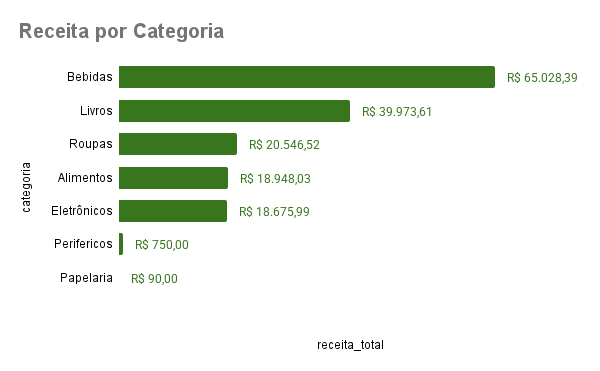 Receita por Categoria
Bebidas R$ 65.028,39
Livros R$ 39.973,61
Roupas R$ 20.546,52
Alimentos R$ 18.948,03
Eletrônicos R$ 18.675,99
Perifericos R$ 750,00
Papelaria R$ 90,00
categoria
receita_total